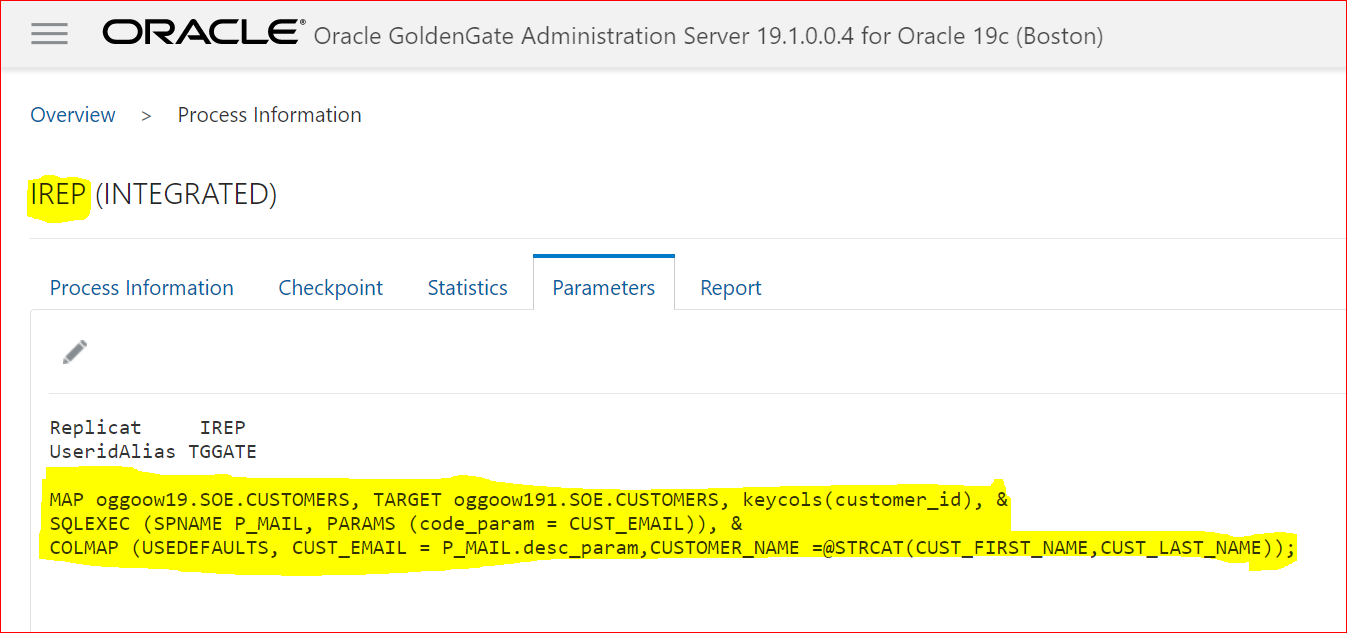 ORACLE® Oracle GoldenGate Administration Server 19.1.0.0.4 for Oracle 19c (Boston)
Overview > Process Information
IREP (INTEGRATED)
Process Information Checkpoint Statistics Parameters Report
Replicat IREP
UseridAlias TGGATE
MAP oggoow19.SOE.CUSTOMERS, TARGET oggoow191.SOE.CUSTOMERS, keycols(customer_id), &
SQLEXEC (SPNAME P_MAIL, PARAMS (code_param = CUST_EMAIL)), &
COLMAP (USEDEFAULTS, CUST_EMAIL = P_MAIL.desc_param,CUSTOMER_NAME =@STRCAT(CUST_FIRST_NAME,CUST_LAST_NAME));